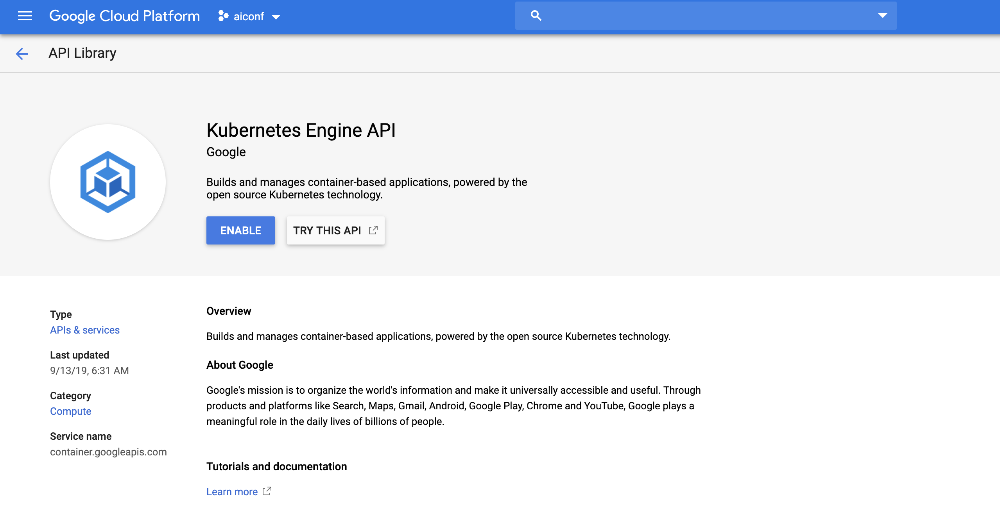 Google Cloud Platform
aiconf
API Library
Kubernetes Engine API
Google
Builds and manages container-based applications, powered by the
open source Kubernetes technology.
ENABLE
TRY THIS API
Type
APIs & services
Last updated
9/13/19, 6:31 AM
Category
Compute
Service name
container.googleapis.com
Overview
Builds and manages container-based applications, powered by the open source Kubernetes technology.
About Google
Google's mission is to organize the world's information and make it universally accessible and useful. Through
products and platforms like Search, Maps, Gmail, Android, Google Play, Chrome and YouTube, Google plays a
meaningful role in the daily lives of billions of people.
Tutorials and documentation
Learn more